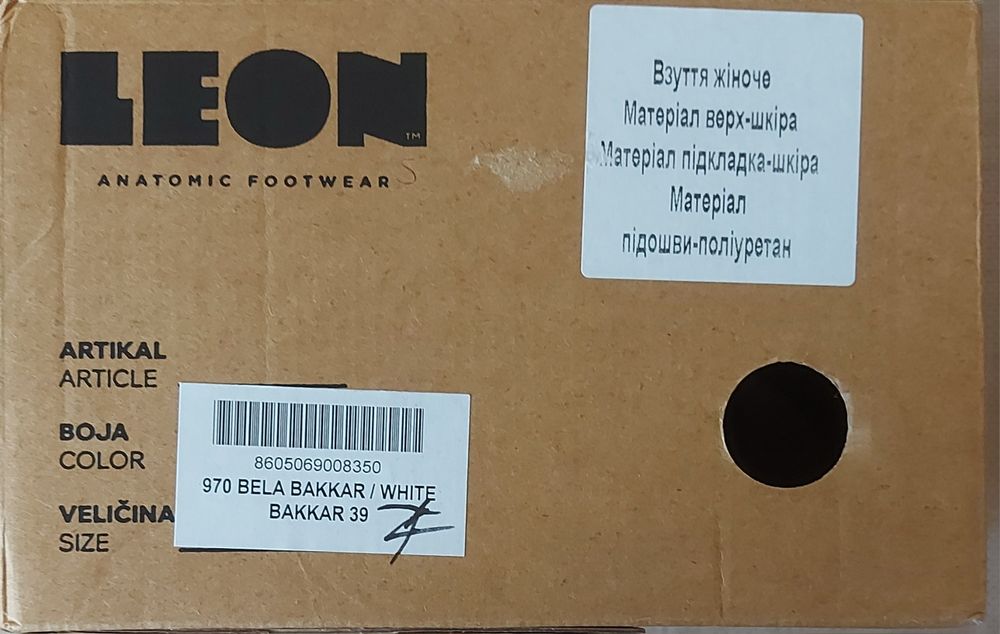 LEON
TM
ANATOMIC FOOTWEAR
Взуття жіноче
Матеріал верх-шкіра
Матеріал підкладка-шкіра
Матеріал
підошви-поліуретан
ARTIKAL
ARTICLE
BOJA
COLOR
VELIČINA
SIZE
8605069008350
970 BELA BAKKAR / WHITE
BAKKAR 39